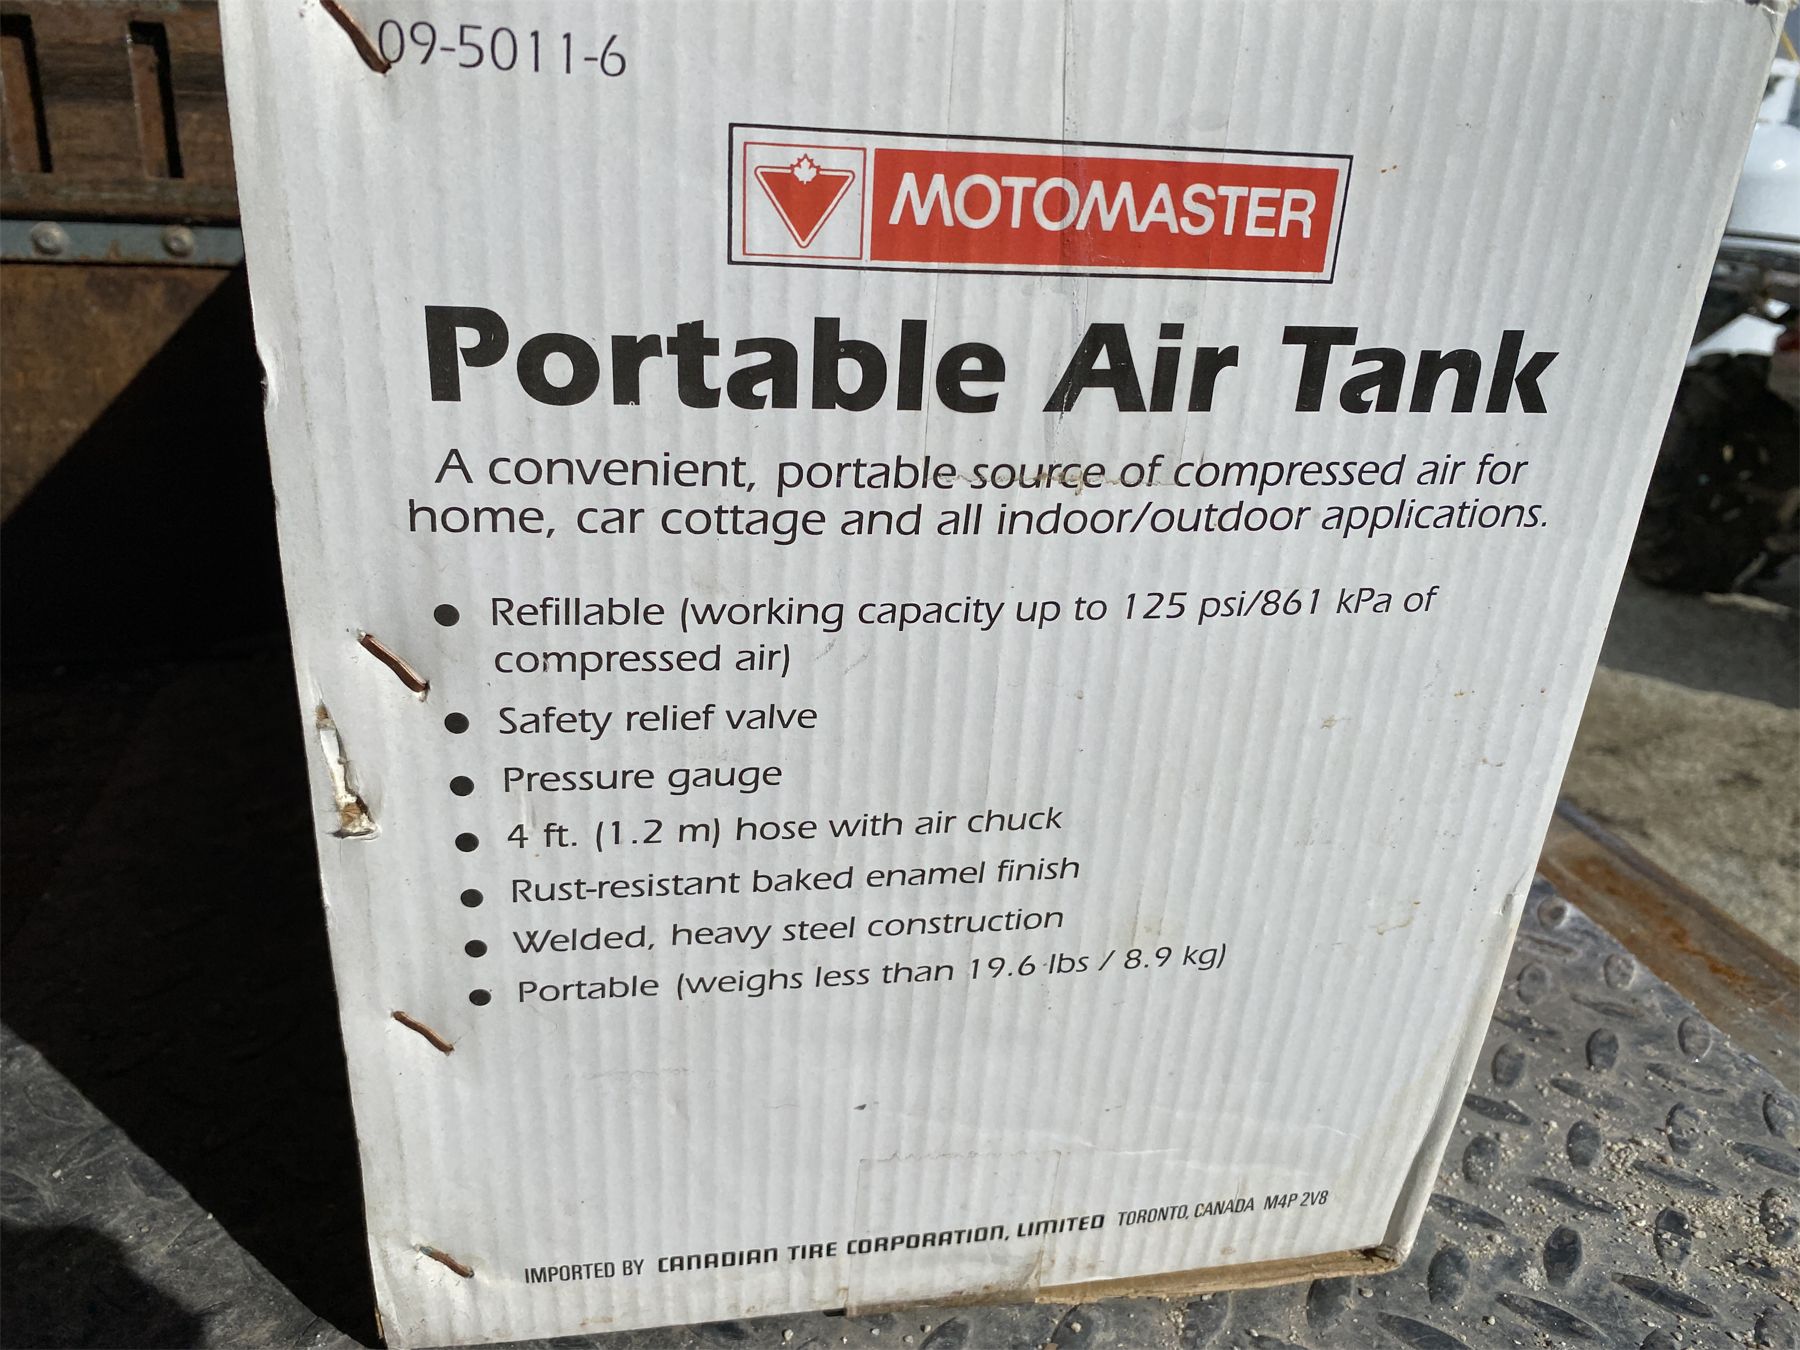 09-5011-6
MOTOMASTER
Portable Air Tank
A convenient, portable source of compressed air for
home, car cottage and all indoor/outdoor applications.
● Refillable (working capacity up to 125 psi/861 kPa of
compressed air)
● Safety relief valve
● Pressure gauge
● 4 ft. (1.2 m) hose with air chuck
● Rust-resistant baked enamel finish
● Welded, heavy steel construction
● Portable (weighs less than 19.6 lbs / 8.9 kg)
IMPORTED BY CANADIAN TIRE CORPORATION, LIMITED TORONTO, CANADA M4P 2V8